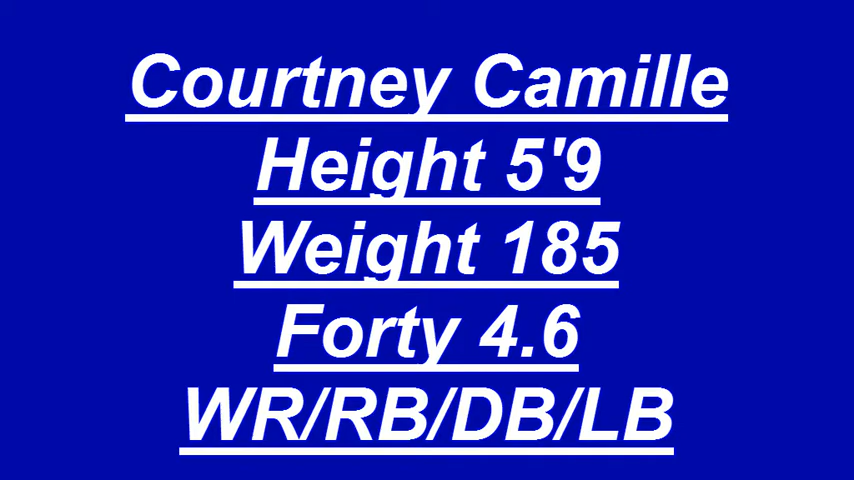 Courtney Camille
Height 5'9
Weight 185
Forty 4.6
WR/RB/DB/LB